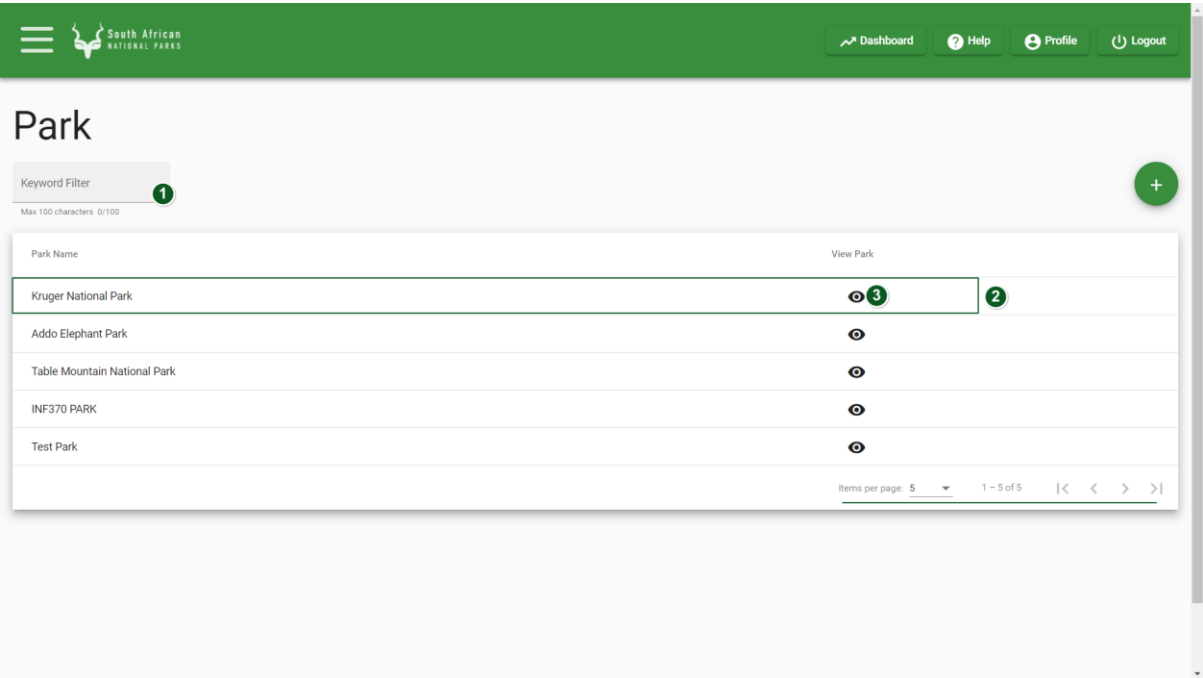 South African
NATIONAL PARKS
Dashboard
Help
Profile
Logout
Park
Keyword Filter
1
Max 100 characters 0/100
+
Park Name View Park
Kruger National Park 3 2
Addo Elephant Park
Table Mountain National Park
INF370 PARK
Test Park
Items per page: 5 1 – 5 of 5